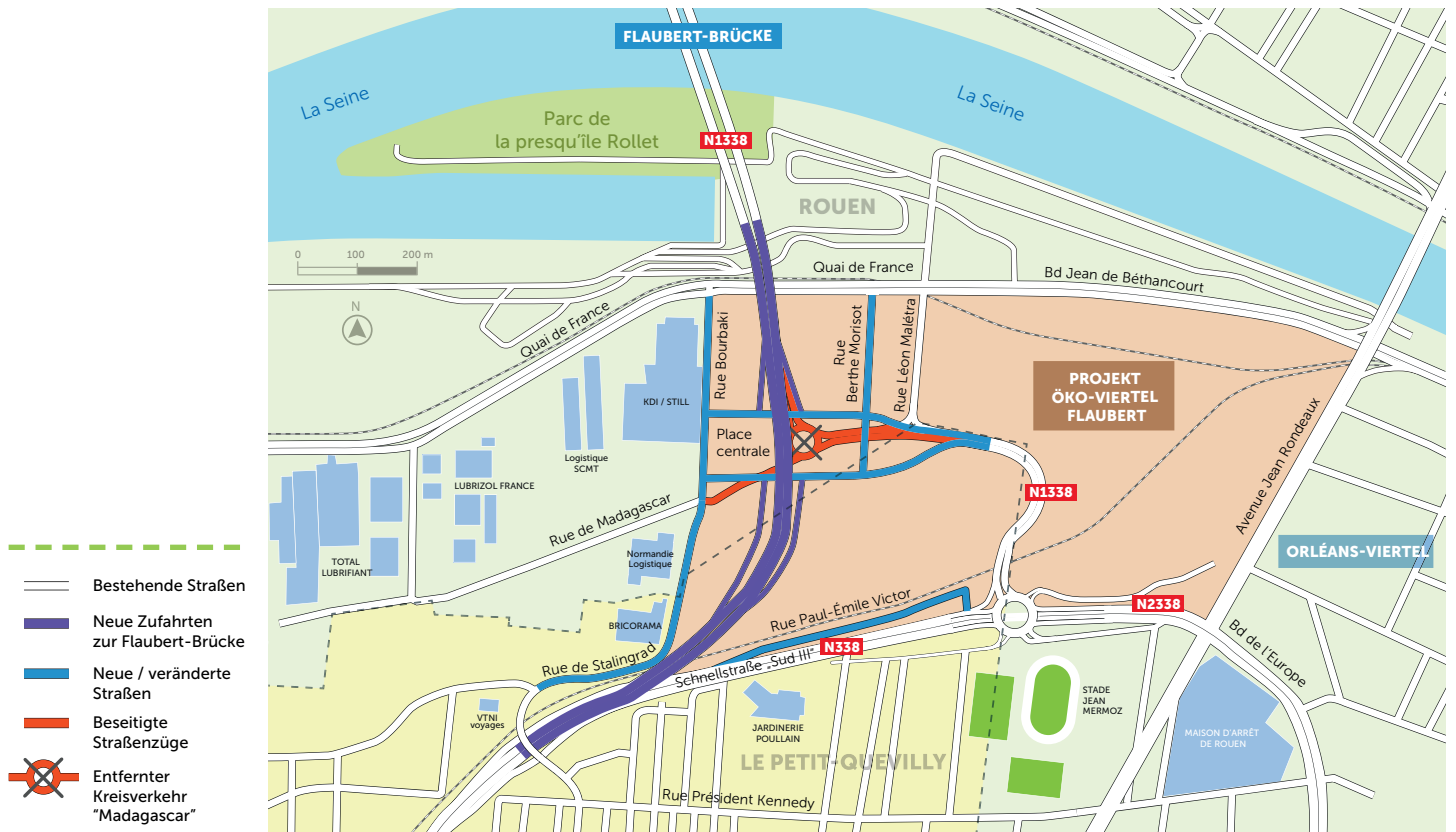 FLAUBERT-BRÜCKE
La Seine
La Seine
Parc de
la presqu'île Rollet
N1338
ROUEN
0 100 200 m
N
Quai de France
Bd Jean de Béthancourt
Quai de France
Rue Bourbaki
Rue
Berthe Morisot
Rue Léon Malétra
PROJEKT
ÖKO-VIERTEL
FLAUBERT
KDI / STILL
Place
centrale
Logistique
SCMT
LUBRIZOL FRANCE
Rue de Madagascar
N1338
Avenue Jean Rondeaux
ORLÉANS-VIERTEL
TOTAL
LUBRIFIANT
Normandie
Logistique
BRICORAMA
Rue Paul-Émile Victor
N2338
N338
Rue de Stalingrad
Schnellstraße „Sud III"
Bd de l'Europe
VTNI
voyages
JARDINERIE
POULLAIN
STADE
JEAN
MERMOZ
MAISON D'ARRÊT
DE ROUEN
LE PETIT-QUEVILLY
Rue Président Kennedy
Bestehende Straßen
Neue Zufahrten
zur Flaubert-Brücke
Neue / veränderte
Straßen
Beseitigte
Straßenzüge
Entfernter
Kreisverkehr
"Madagascar"